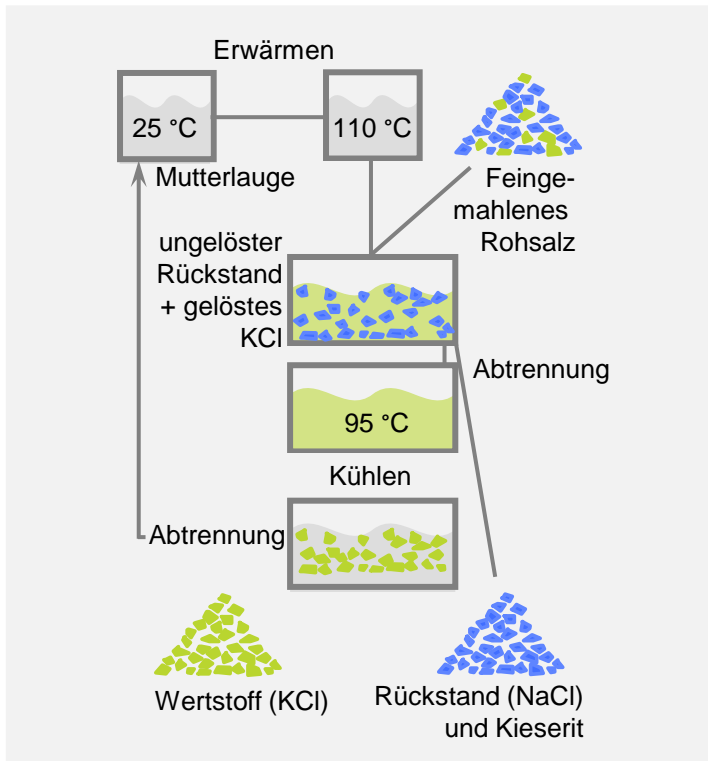 Erwärmen
25 °C
110 °C
Mutterlauge
Feinge-
mahlenes
Rohsalz
ungelöster
Rückstand
+ gelöstes
KCl
Abtrennung
95 °C
Kühlen
Abtrennung
Wertstoff (KCl)
Rückstand (NaCl)
und Kieserit